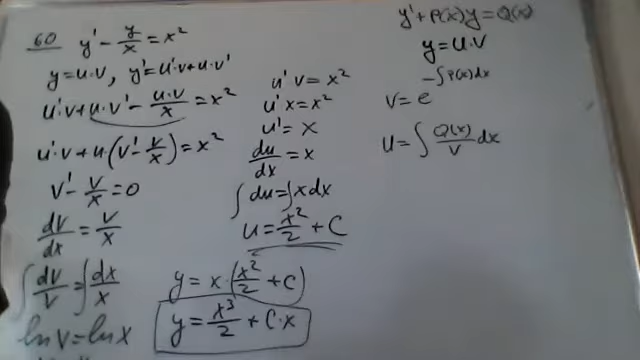 60 y' - y/x = x²
y = u·v, y' = u'·v + u·v'
u'·v + u·v' - u·v/x = x²
u'·v + u(v' - v/x) = x²
v' - v/x = 0
dv/dx = v/x
∫ dv/v = ∫ dx/x
ln v = ln x
u' v = x²
u' x = x²
u' = x
du/dx = x
∫ du = ∫ x dx
u = x²/2 + C
y = x·(x²/2 + C)
y = x³/2 + C·x
y' + P(x)y = Q(x)
y = u·v
v = e^(-∫P(x)dx)
u = ∫ Q(x)/v dx